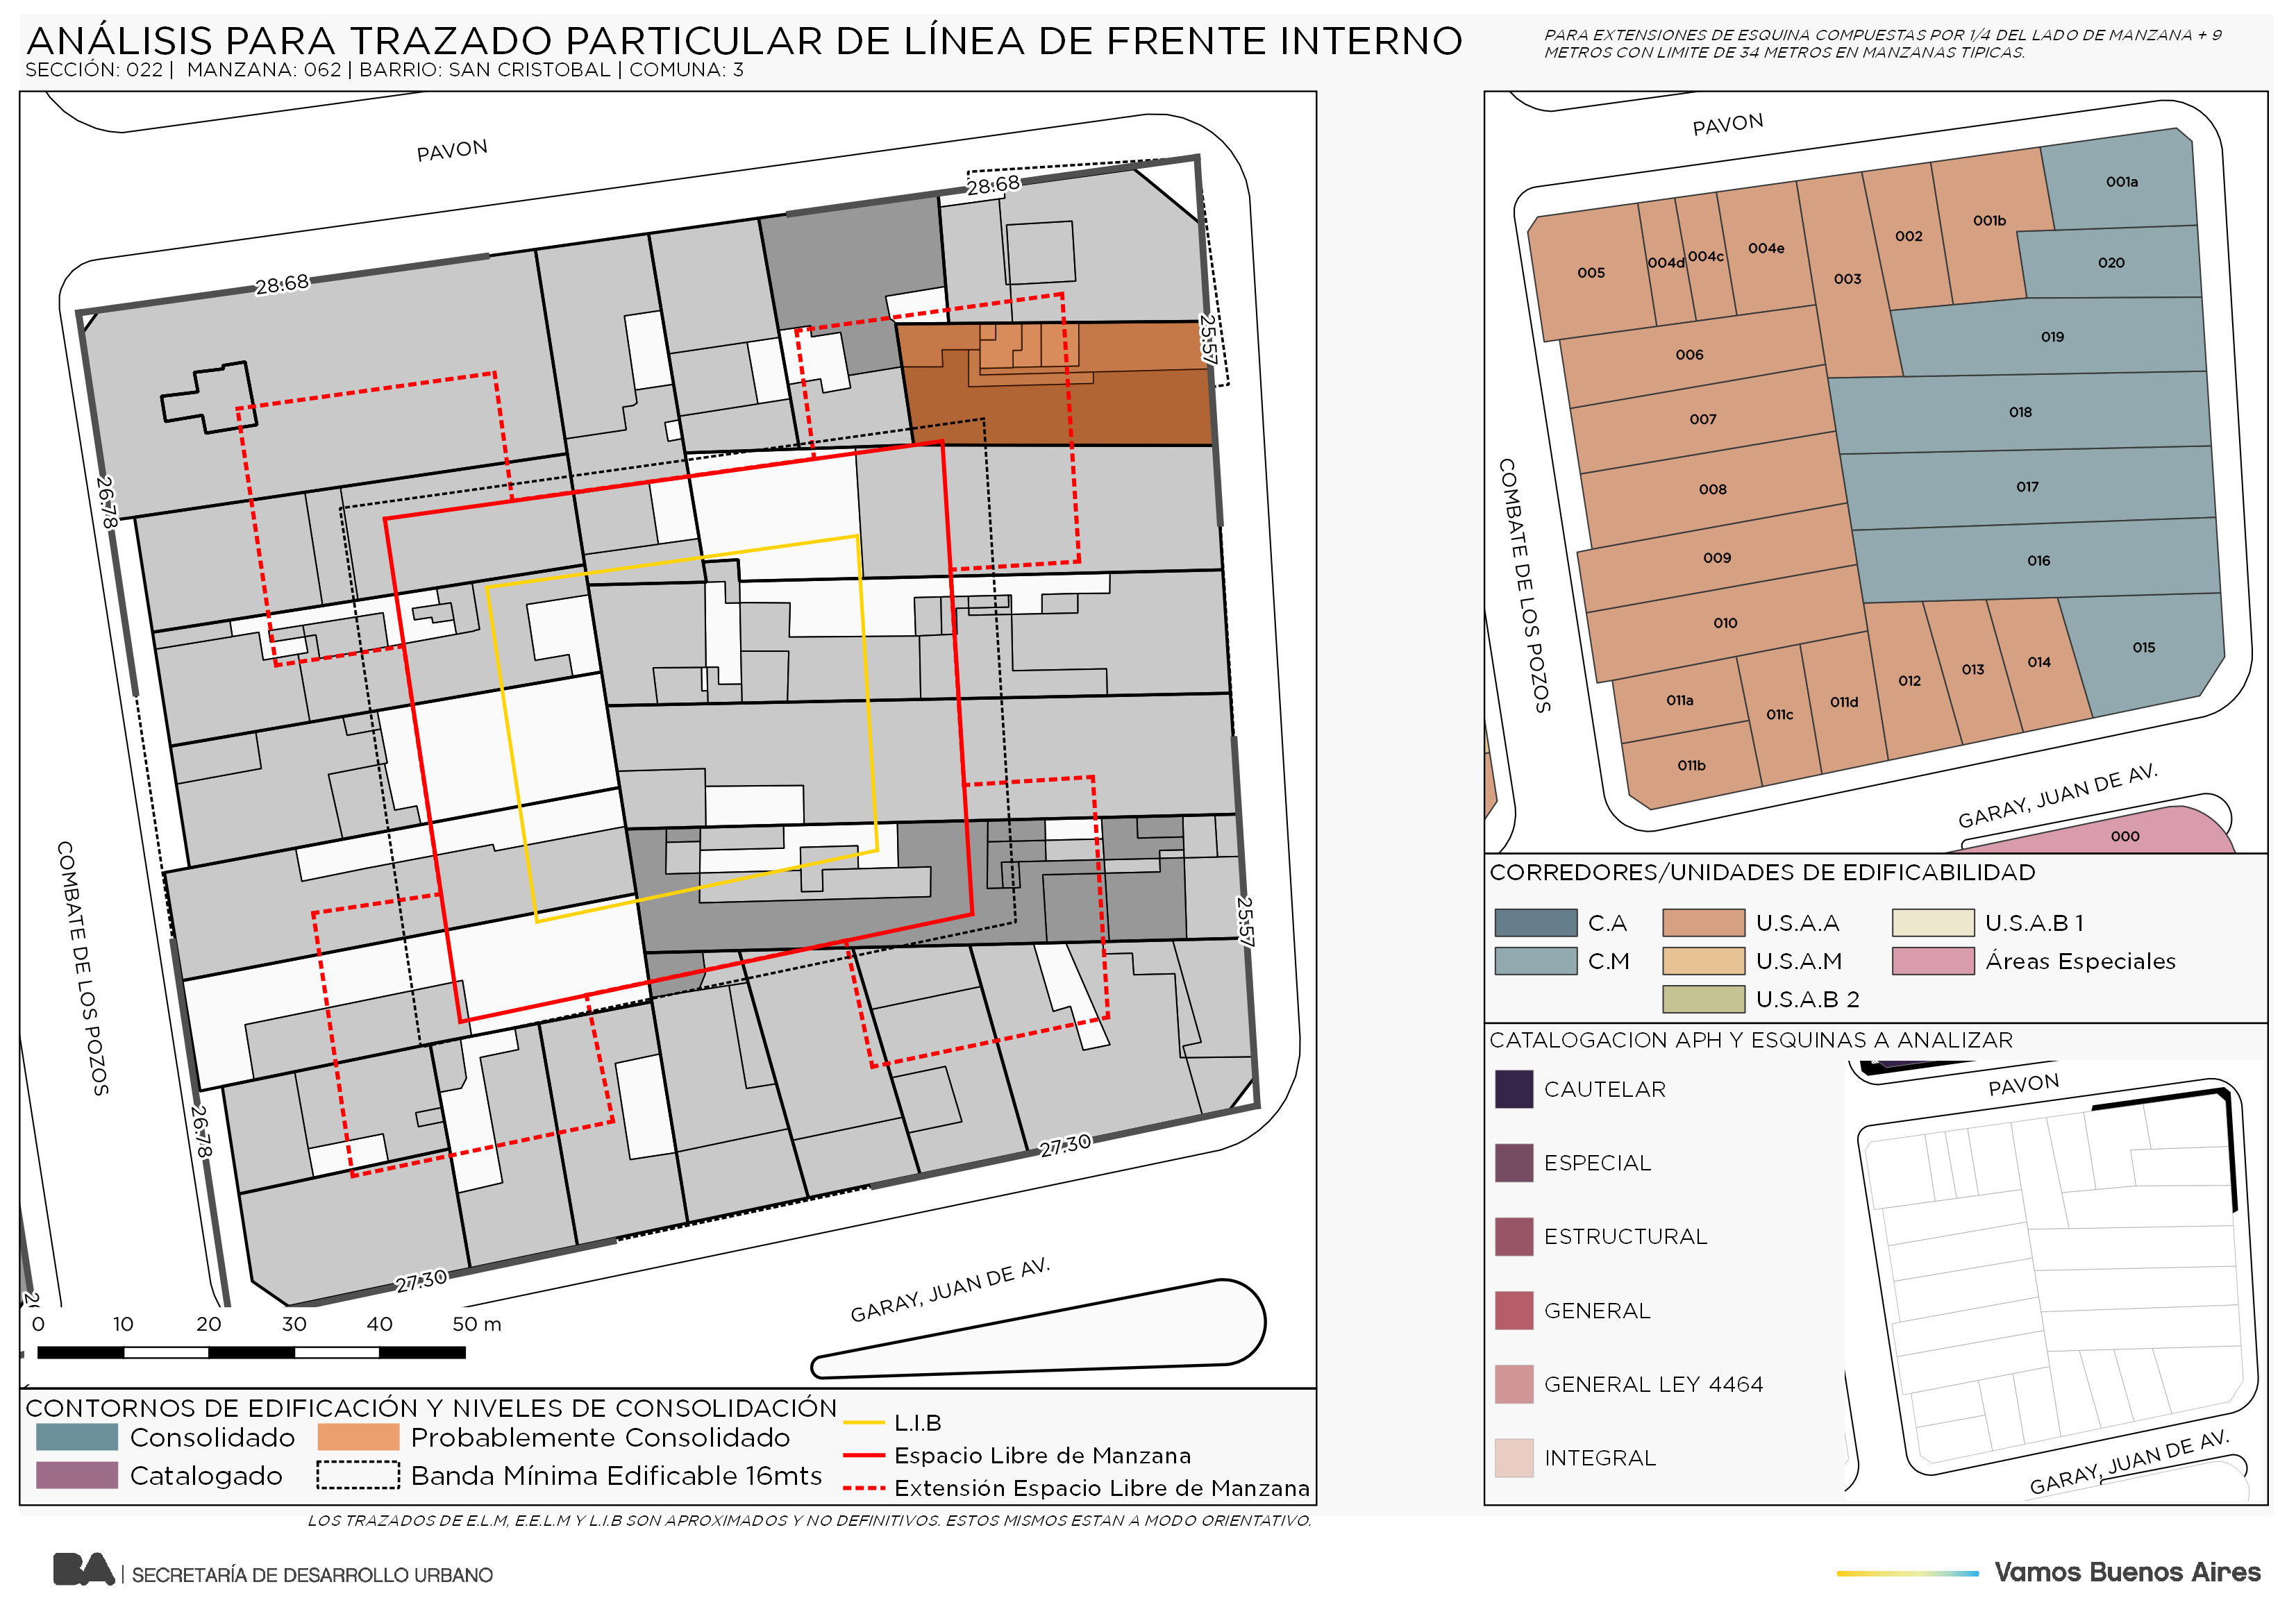 ANÁLISIS PARA TRAZADO PARTICULAR DE LÍNEA DE FRENTE INTERNO
SECCIÓN: 022 | MANZANA: 062 | BARRIO: SAN CRISTOBAL | COMUNA: 3
PARA EXTENSIONES DE ESQUINA COMPUESTAS POR 1/4 DEL LADO DE MANZANA + 9
METROS CON LIMITE DE 34 METROS EN MANZANAS TIPICAS.
PAVON
28.68
28.68
25.57
26.78
COMBATE DE LOS POZOS
25.57
26.78
27.30
27.30
GARAY, JUAN DE AV.
0 10 20 30 40 50 m
CONTORNOS DE EDIFICACIÓN Y NIVELES DE CONSOLIDACIÓN
Consolidado
Probablemente Consolidado
Catalogado
Banda Mínima Edificable 16mts
L.I.B
Espacio Libre de Manzana
Extensión Espacio Libre de Manzana
LOS TRAZADOS DE E.L.M, E.E.L.M Y L.I.B SON APROXIMADOS Y NO DEFINITIVOS. ESTOS MISMOS ESTAN A MODO ORIENTATIVO.
PAVON
001a
001b
002
020
004e
004c
004d
005
003
019
006
018
007
017
008
016
009
010
015
014
013
012
011d
011a
011c
011b
COMBATE DE LOS POZOS
GARAY, JUAN DE AV.
000
CORREDORES/UNIDADES DE EDIFICABILIDAD
C.A
U.S.A.A
U.S.A.B 1
C.M
U.S.A.M
Áreas Especiales
U.S.A.B 2
CATALOGACION APH Y ESQUINAS A ANALIZAR
CAUTELAR
ESPECIAL
ESTRUCTURAL
GENERAL
GENERAL LEY 4464
INTEGRAL
PAVON
GARAY, JUAN DE AV.
BA | SECRETARÍA DE DESARROLLO URBANO
Vamos Buenos Aires